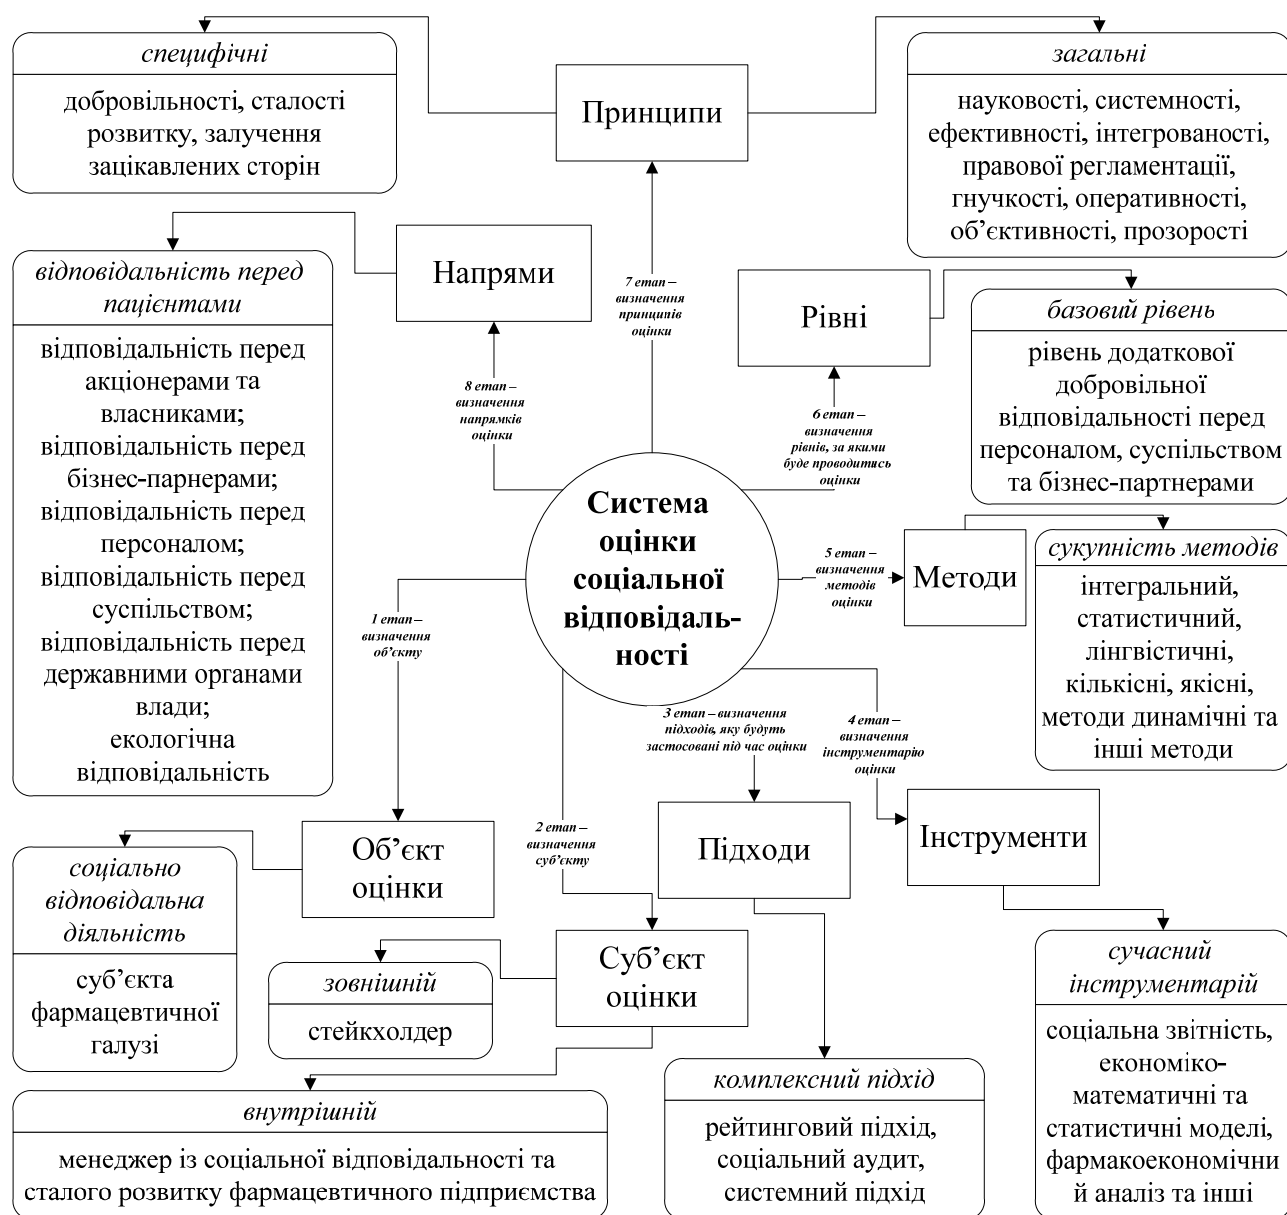 специфічні
добровільності, сталості
розвитку, залучення
зацікавлених сторін
Принципи
загальні
науковості, системності,
ефективності, інтегрованості,
правової регламентації,
гнучкості, оперативності,
об’єктивності, прозорості
відповідальність перед
пацієнтами
відповідальність перед
акціонерами та
власниками;
відповідальність перед
бізнес-парнерами;
відповідальність перед
персоналом;
відповідальність перед
суспільством;
відповідальність перед
державними органами
влади;
екологічна
відповідальність
Напрями
7 етап –
визначення
принципів
оцінки
Рівні
базовий рівень
рівень додаткової
добровільної
відповідальності перед
персоналом, суспільством
та бізнес-партнерами
8 етап –
визначення
напрямків
оцінки
6 етап –
визначення
рівнів, за якими
буде проводитись
оцінки
Система
оцінки
соціальної
відповідаль-
ності
5 етап –
визначення
методів
оцінки
Методи
сукупність методів
інтегральний,
статистичний,
лінгвістичні,
кількісні, якісні,
методи динамічні та
інші методи
1 етап –
визначення
об’єкту
3 етап – визначення
підходів, яку будуть
застосовані під час оцінки
4 етап –
визначення
інструментарію
оцінки
2 етап –
визначення
суб’єкту
Об’єкт
оцінки
Підходи
Інструменти
соціально
відповідальна
діяльність
суб’єкта
фармацевтичної
галузі
Суб’єкт
оцінки
зовнішній
стейкхолдер
сучасний
інструментарій
соціальна звітність,
економіко-
математичні та
статистичні моделі,
фармакоекономічни
й аналіз та інші
внутрішній
менеджер із соціальної відповідальності та
сталого розвитку фармацевтичного підприємства
комплексний підхід
рейтинговий підхід,
соціальний аудит,
системний підхід